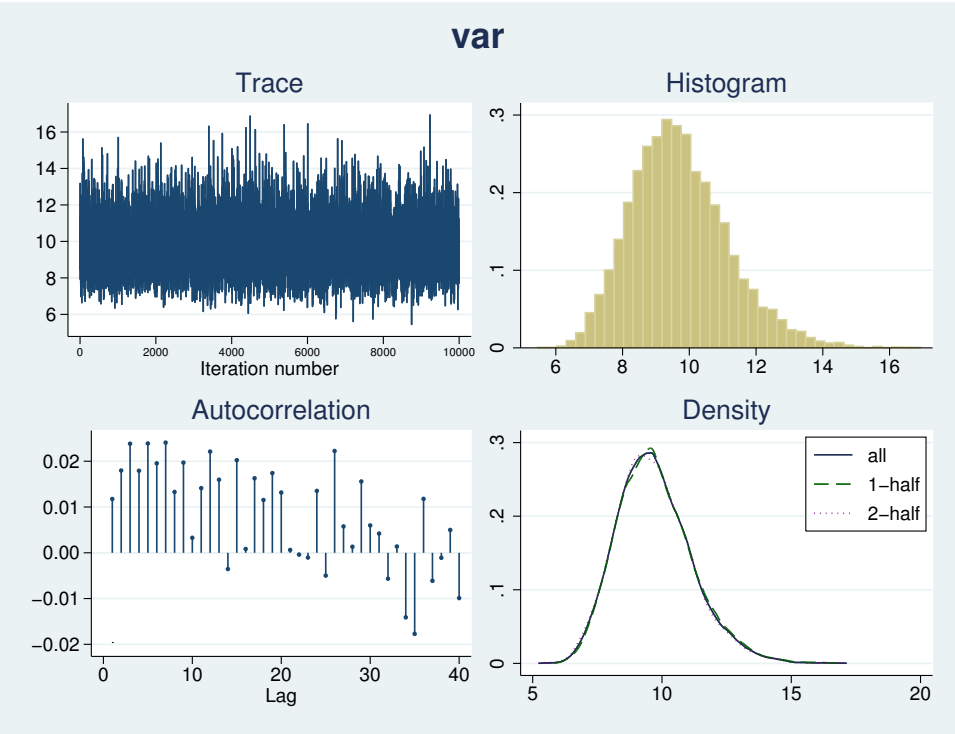 var
Trace
16
14
12
10
8
6
0 2000 4000 6000 8000 10000
Iteration number
Histogram
.3
.2
.1
0
6 8 10 12 14 16
Autocorrelation
0.02
0.01
0.00
−0.01
−0.02
0 10 20 30 40
Lag
Density
.3
.2
.1
0
5 10 15 20
all
1−half
2−half